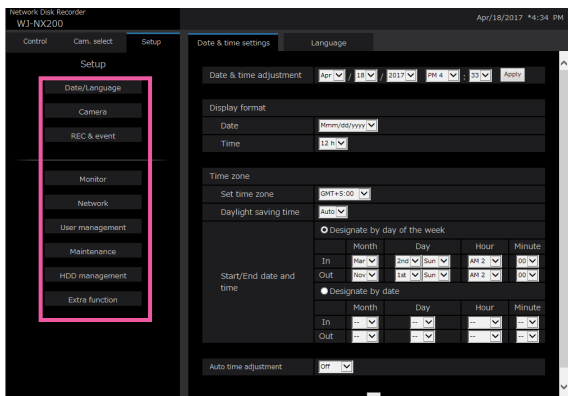 Network Disk Recorder
WJ-NX200
Apr/18/2017 *4:34 PM
Control Cam. select Setup
Date & time settings Language
Setup
Date/Language
Camera
REC & event
Monitor
Network
User management
Maintenance
HDD management
Extra function
Date & time adjustment Apr / 18 / 2017 - PM 4 : 33 Apply
Display format
Date Mmm/dd/yyyy
Time 12 h
Time zone
Set time zone GMT+5:00
Daylight saving time Auto
Start/End date and
time
Designate by day of the week
Month Day Hour Minute
In Mar 2nd Sun AM 2 00
Out Nov 1st Sun AM 2 00
Designate by date
Month Day Hour Minute
In -- -- -- --
Out -- -- -- --
Auto time adjustment Off